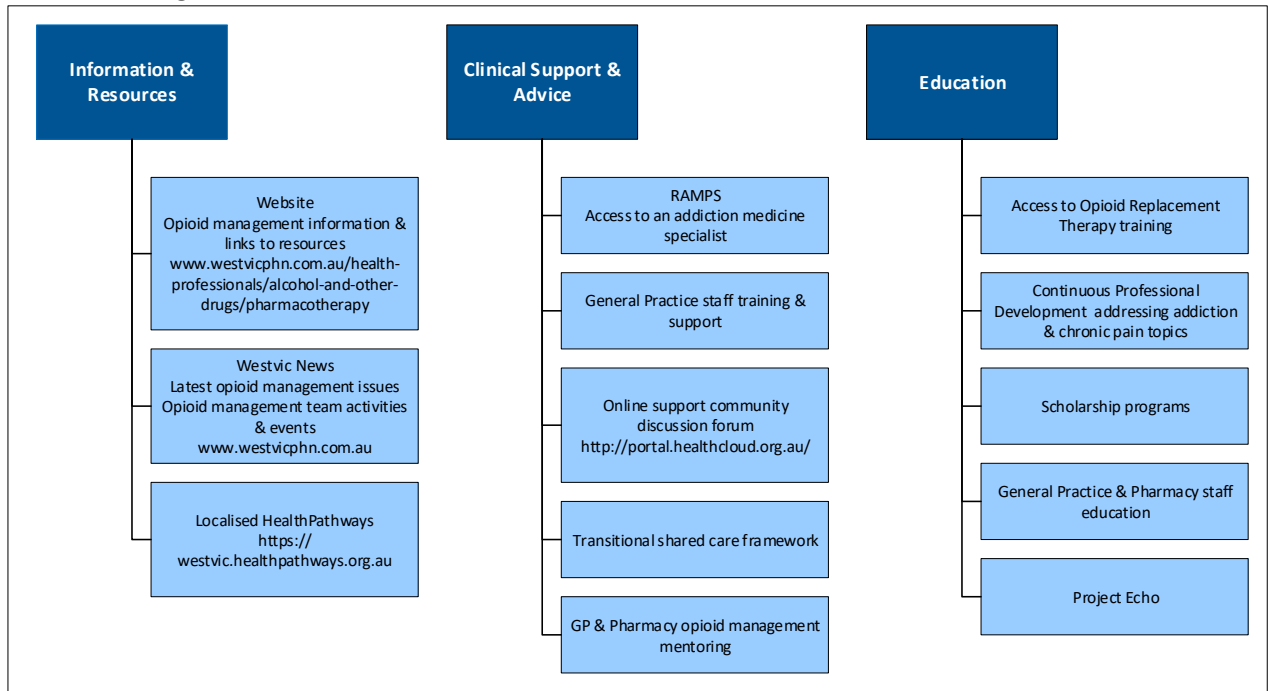 Information &
Resources
Website
Opioid management information &
links to resources
www.westvicphn.com.au/health-
professionals/alcohol-and-other-
drugs/pharmacotherapy
Westvic News
Latest opioid management issues
Opioid management team activities
& events
www.westvicphn.com.au
Localised HealthPathways
https://
westvic.healthpathways.org.au
Clinical Support &
Advice
RAMPS
Access to an addiction medicine
specialist
General Practice staff training &
support
Online support community
discussion forum
http://portal.healthcloud.org.au/
Transitional shared care framework
GP & Pharmacy opioid management
mentoring
Education
Access to Opioid Replacement
Therapy training
Continuous Professional
Development addressing addiction
& chronic pain topics
Scholarship programs
General Practice & Pharmacy staff
education
Project Echo